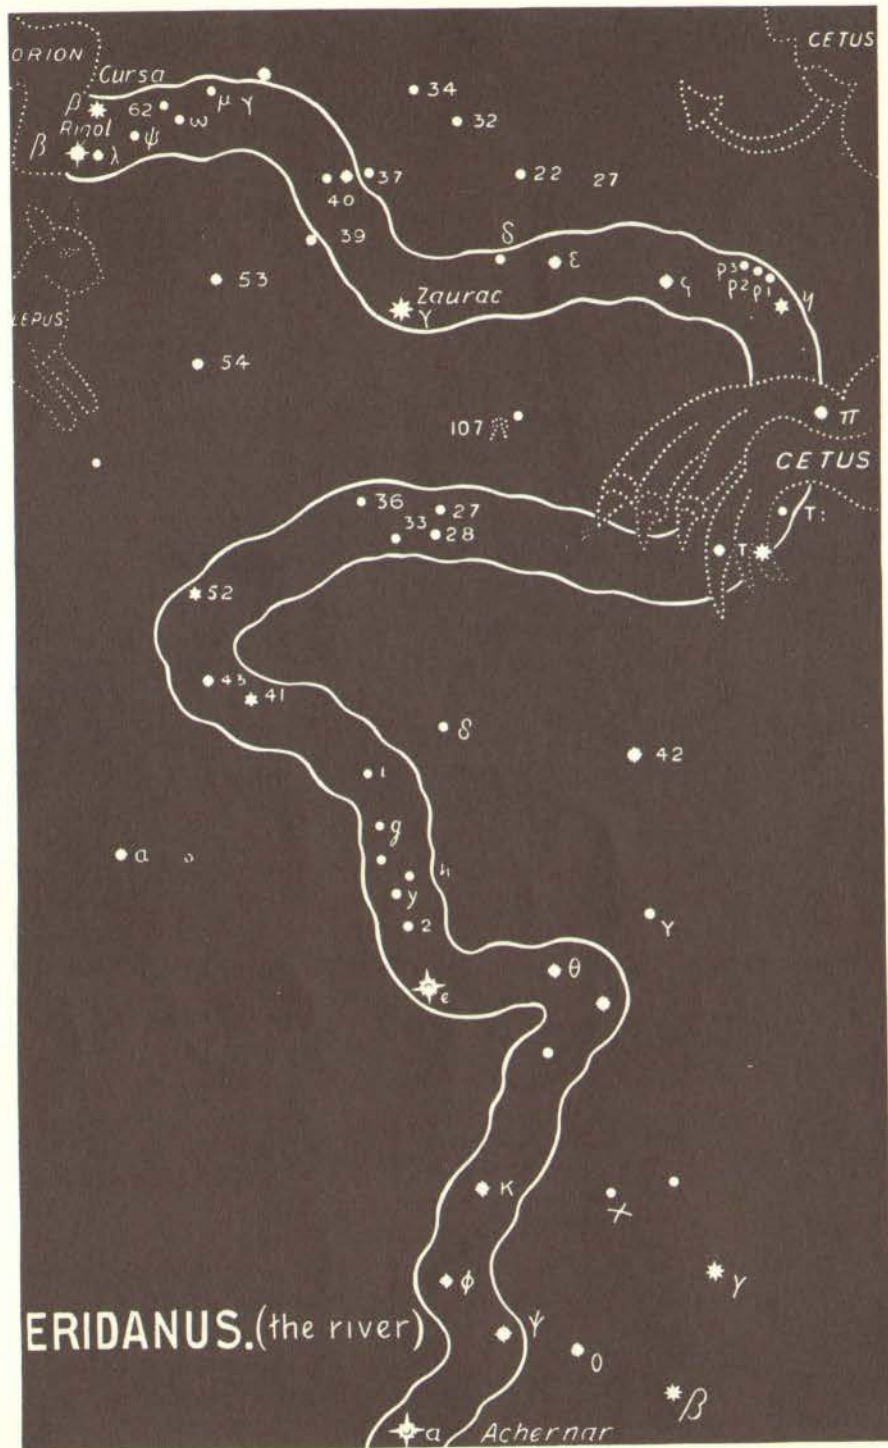 ORION
CETUS
Cursa
β
62
μ
γ
34
ω
32
Rigol
β
λ
ψ
37
22
27
40
39
δ
ε
ρ3
ρ2
ρ1
η
53
Zaurac
γ
ς
LEPUS
54
107
π
CETUS
36
27
33
28
T
T
52
43
41
δ
42
1
g
a
h
y
2
γ
θ
e
K
X
φ
γ
ERIDANUS. (the river)
ψ
O
β
a
Achernar